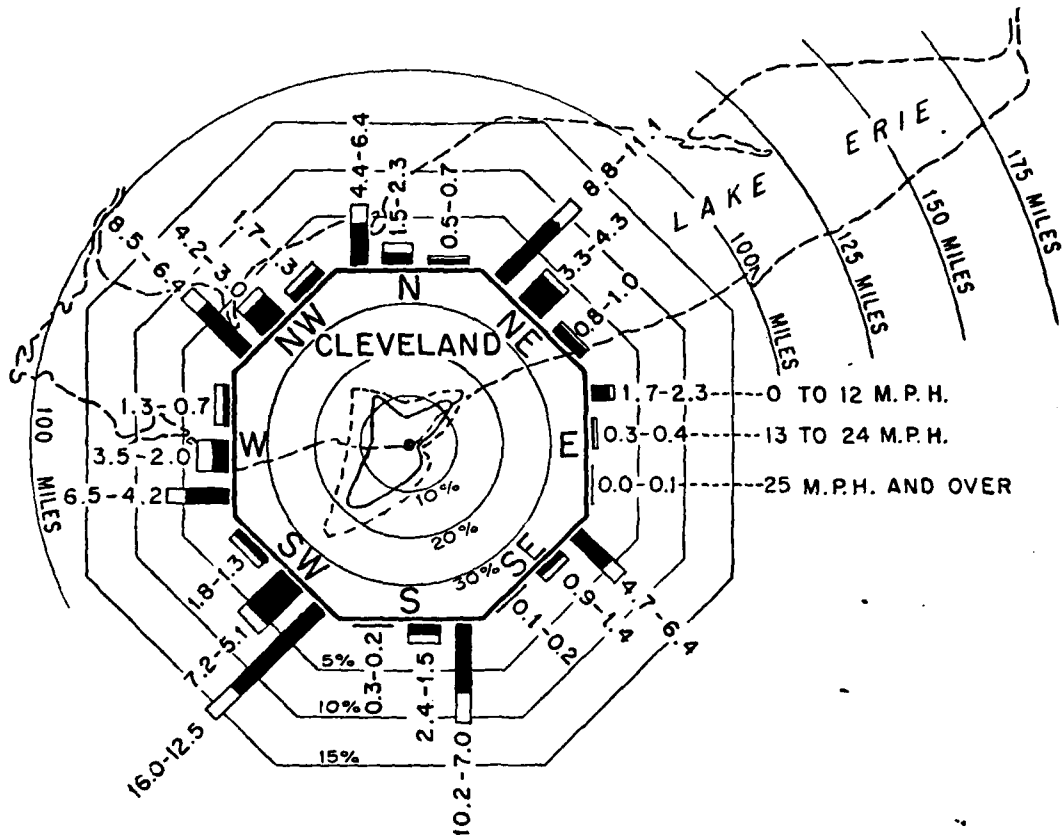 LAKE ERIE
175 MILES
150 MILES
125 MILES
100 MILES
100 MILES
4.4-6.4
1.5-2.3
0.5-0.7
N
8.8-11.1
3.3-4.3
0.8-1.0
NE
1.7-2.3 0 TO 12 M.P.H.
E
0.3-0.4 13 TO 24 M.P.H.
0.0-0.1 25 M.P.H. AND OVER
SE
4.7-6.4
0.9-1.4
0.1-0.2
S
10.2-7.0
2.4-1.5
0.3-0.2
SW
16.0-12.5
7.2-5.1
1.8-1.3
W
6.5-4.2
3.5-2.0
1.3-0.7
NW
8.5-6.4
4.2-3.0
1.7-1.3
CLEVELAND
10%
20%
30%
5%
10%
15%